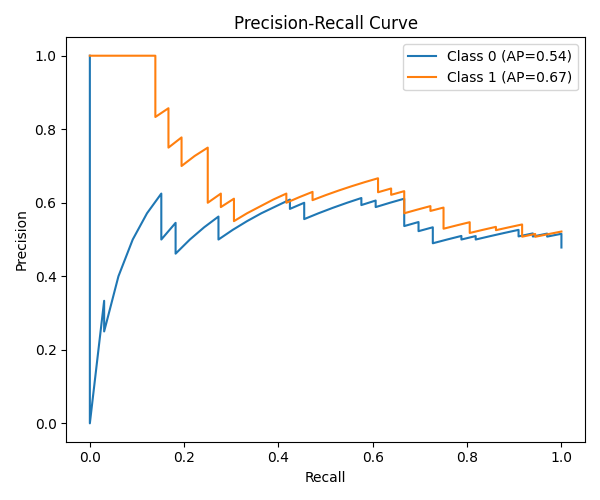 Precision-Recall Curve
Class 0 (AP=0.54)
Class 1 (AP=0.67)
Precision
1.0
0.8
0.6
0.4
0.2
0.0
0.0 0.2 0.4 0.6 0.8 1.0
Recall